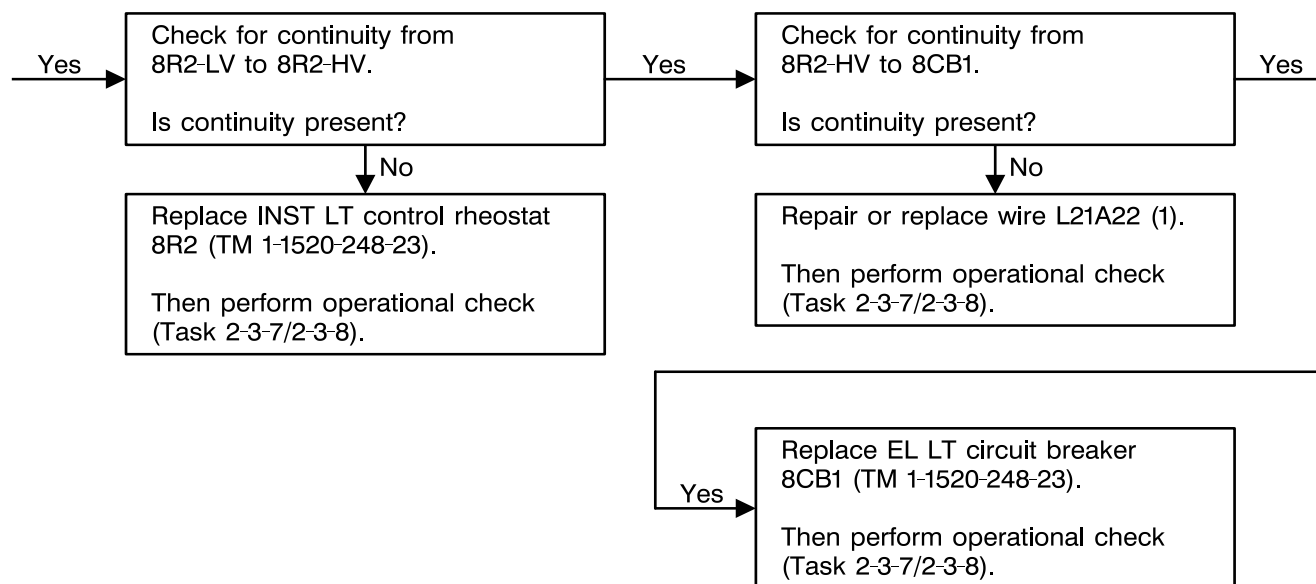 Yes
Check for continuity from
8R2-LV to 8R2-HV.
Is continuity present?
Yes
Check for continuity from
8R2-HV to 8CB1.
Is continuity present?
Yes
No
Replace INST LT control rheostat
8R2 (TM 1-1520-248-23).
Then perform operational check
(Task 2-3-7/2-3-8).
No
Repair or replace wire L21A22 (1).
Then perform operational check
(Task 2-3-7/2-3-8).
Yes
Replace EL LT circuit breaker
8CB1 (TM 1-1520-248-23).
Then perform operational check
(Task 2-3-7/2-3-8).